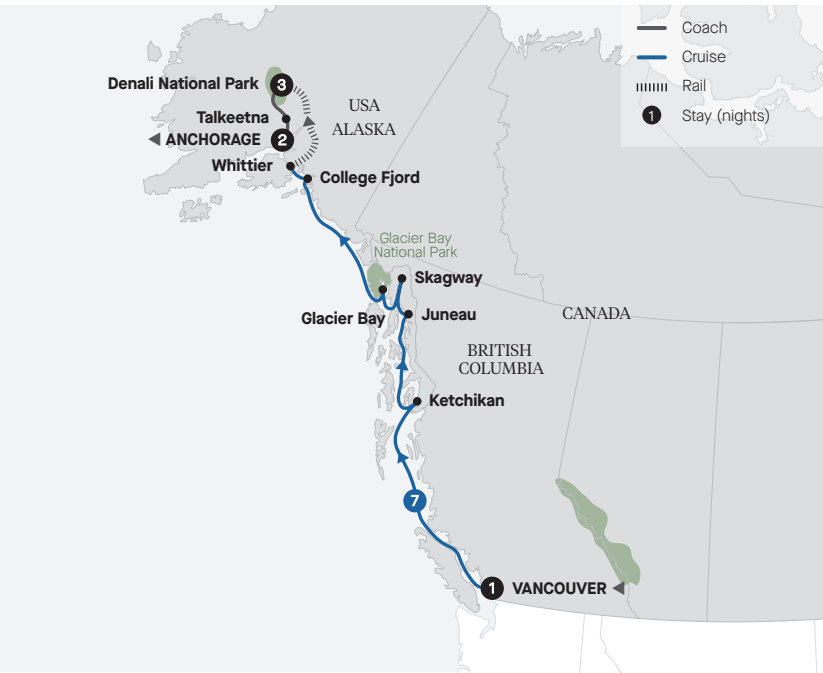 Coach
Cruise
Rail
1 Stay (nights)
Denali National Park 3
USA
ALASKA
Talkeetna
ANCHORAGE 2
Whittier
College Fjord
Glacier Bay
National Park
Skagway
Glacier Bay
Juneau
CANADA
BRITISH
COLUMBIA
Ketchikan
7
1 VANCOUVER